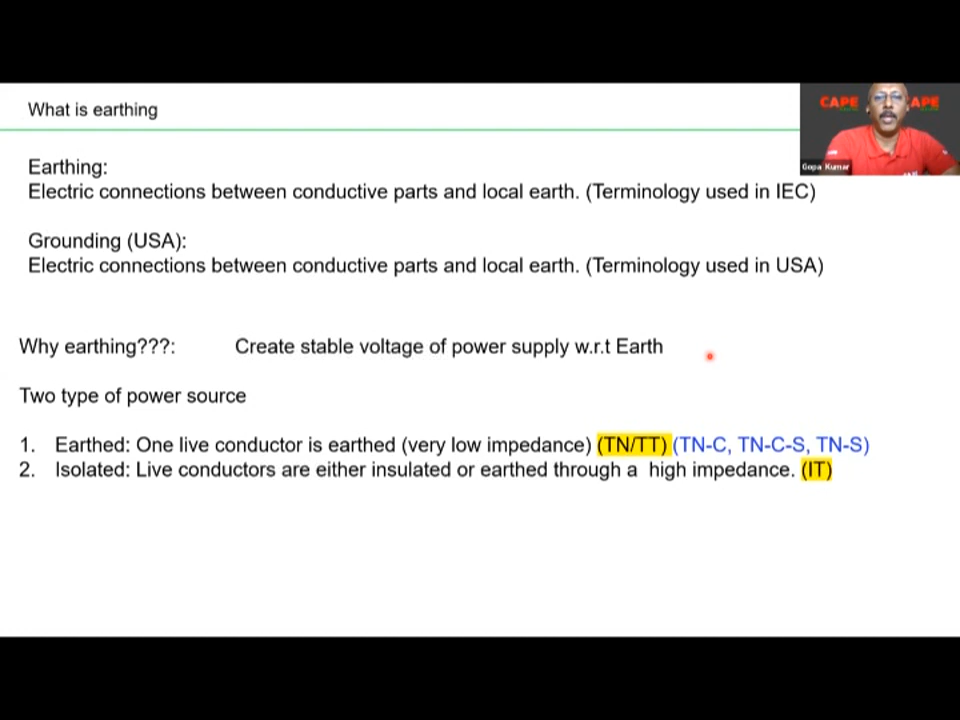 What is earthing
CAPE
APE
Gopa Kumar
Earthing:
Electric connections between conductive parts and local earth. (Terminology used in IEC)
Grounding (USA):
Electric connections between conductive parts and local earth. (Terminology used in USA)
Why earthing???: Create stable voltage of power supply w.r.t Earth
Two type of power source
1. Earthed: One live conductor is earthed (very low impedance) (TN/TT) (TN-C, TN-C-S, TN-S)
2. Isolated: Live conductors are either insulated or earthed through a high impedance. (IT)